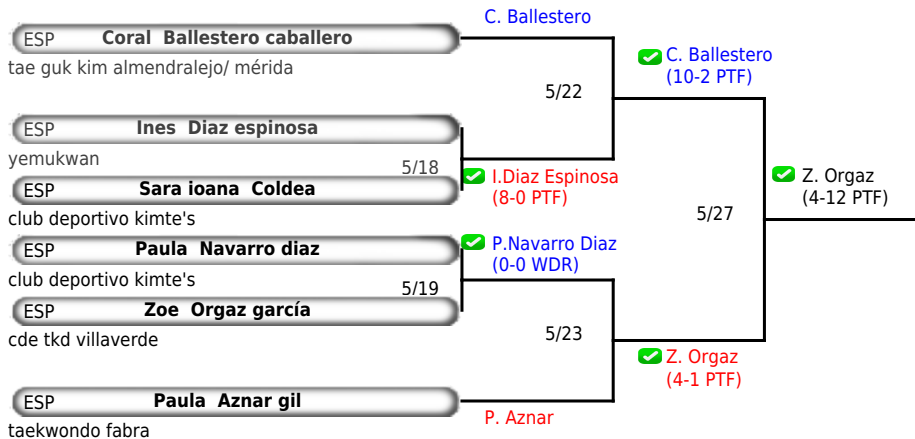 C. Ballestero
ESP Coral Ballestero caballero
tae guk kim almendralejo/ mérida
C. Ballestero
(10-2 PTF)
5/22
ESP Ines Diaz espinosa
yemukwan
5/18
I.Diaz Espinosa
(8-0 PTF)
ESP Sara ioana Coldea
club deportivo kimte's
Z. Orgaz
(4-12 PTF)
5/27
ESP Paula Navarro diaz
club deportivo kimte's
P.Navarro Diaz
(0-0 WDR)
5/19
ESP Zoe Orgaz garcía
cde tkd villaverde
5/23
Z. Orgaz
(4-1 PTF)
ESP Paula Aznar gil
taekwondo fabra
P. Aznar